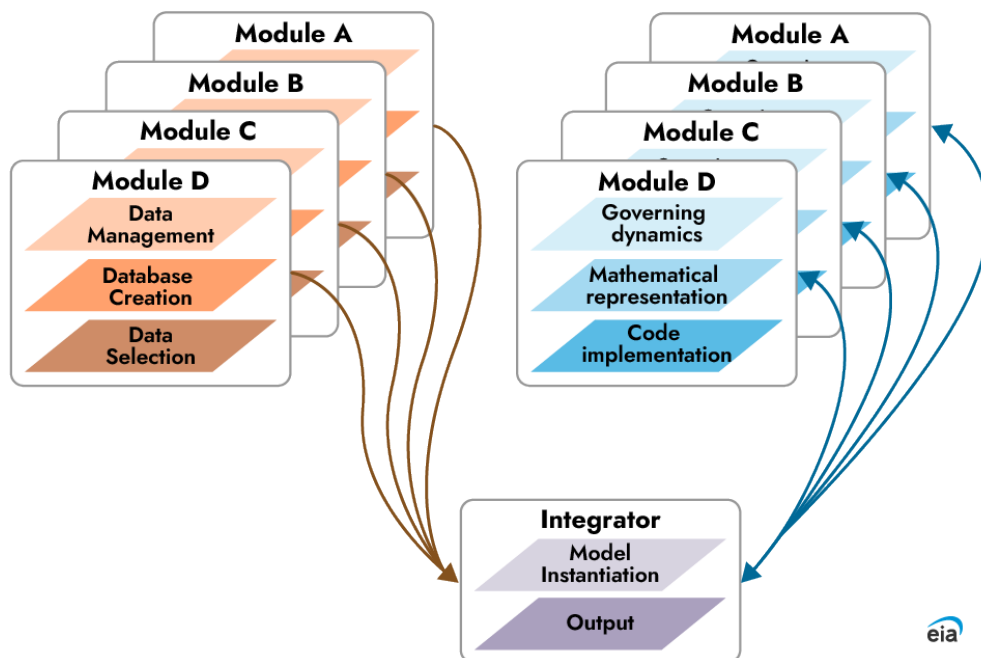 Module A
Module B
Module C
Module D
Data
Management
Database
Creation
Data
Selection
Module A
Module B
Module C
Module D
Governing
dynamics
Mathematical
representation
Code
implementation
Integrator
Model
Instantiation
Output
eia